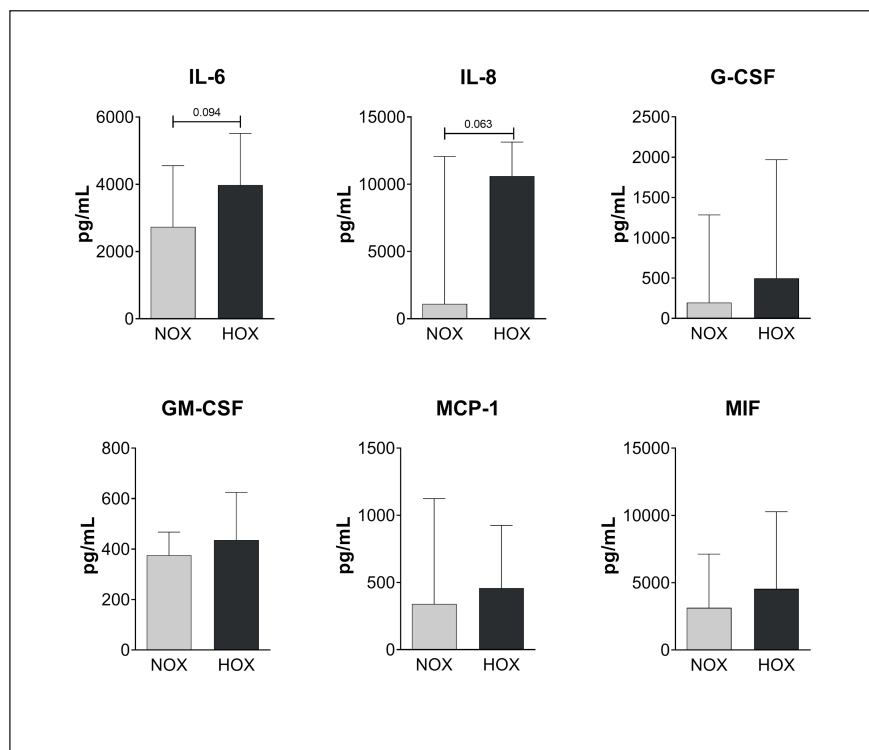 IL-6
6000
4000
2000
0
pg/mL
0.094
NOX HOX
IL-8
15000
10000
5000
0
pg/mL
0.063
NOX HOX
G-CSF
2500
2000
1500
1000
500
0
pg/mL
NOX HOX
GM-CSF
800
600
400
200
0
pg/mL
NOX HOX
MCP-1
1500
1000
500
0
pg/mL
NOX HOX
MIF
15000
10000
5000
0
pg/mL
NOX HOX